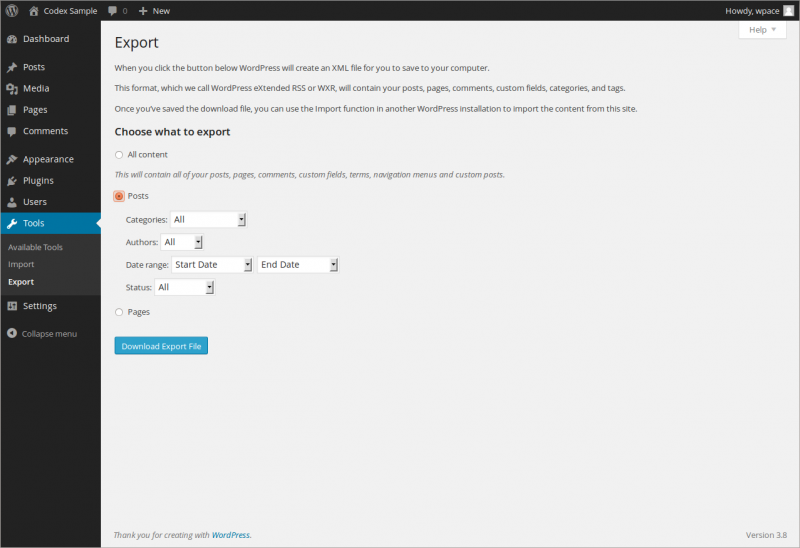 Codex Sample 0 New Howdy, wpace
Help
Dashboard
Posts
Media
Pages
Comments
Appearance
Plugins
Users
Tools
Available Tools
Import
Export
Settings
Collapse menu
Export
When you click the button below WordPress will create an XML file for you to save to your computer.
This format, which we call WordPress eXtended RSS or WXR, will contain your posts, pages, comments, custom fields, categories, and tags.
Once you've saved the download file, you can use the Import function in another WordPress installation to import the content from this site.
Choose what to export
All content
This will contain all of your posts, pages, comments, custom fields, terms, navigation menus and custom posts.
Posts
Categories: All
Authors: All
Date range: Start Date End Date
Status: All
Pages
Download Export File
Thank you for creating with WordPress. Version 3.8